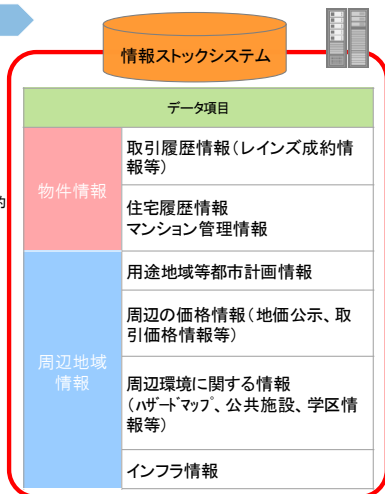 情報ストックシステム
データ項目
物件情報
取引履歴情報(レインズ成約情
報等)
住宅履歴情報
マンション管理情報
周辺地域
情報
用途地域等都市計画情報
周辺の価格情報(地価公示、取
引価格情報等)
周辺環境に関する情報
(ﾊｻﾞｰﾄﾞﾏｯﾌﾟ、公共施設、学区情
報等)
インフラ情報
的